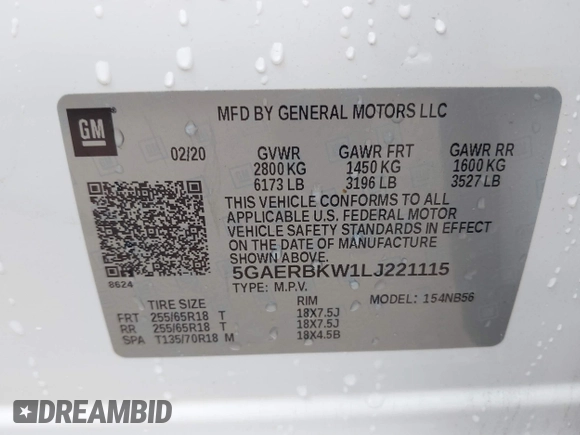 GM
MFD BY GENERAL MOTORS LLC
02/20 GVWR GAWR FRT GAWR RR
2800 KG 1450 KG 1600 KG
6173 LB 3196 LB 3527 LB
THIS VEHICLE CONFORMS TO ALL
APPLICABLE U.S. FEDERAL MOTOR
VEHICLE SAFETY STANDARDS IN EFFECT
ON THE DATE OF MANUFACTURE
SHOWN ABOVE.
8624
5GAERBKW1LJ221115
TYPE: M.P.V. MODEL: 154NB56
TIRE SIZE RIM
FRT 255/65R18 T 18X7.5J
RR 255/65R18 T 18X7.5J
SPA T135/70R18 M 18X4.5B
DREAMBID